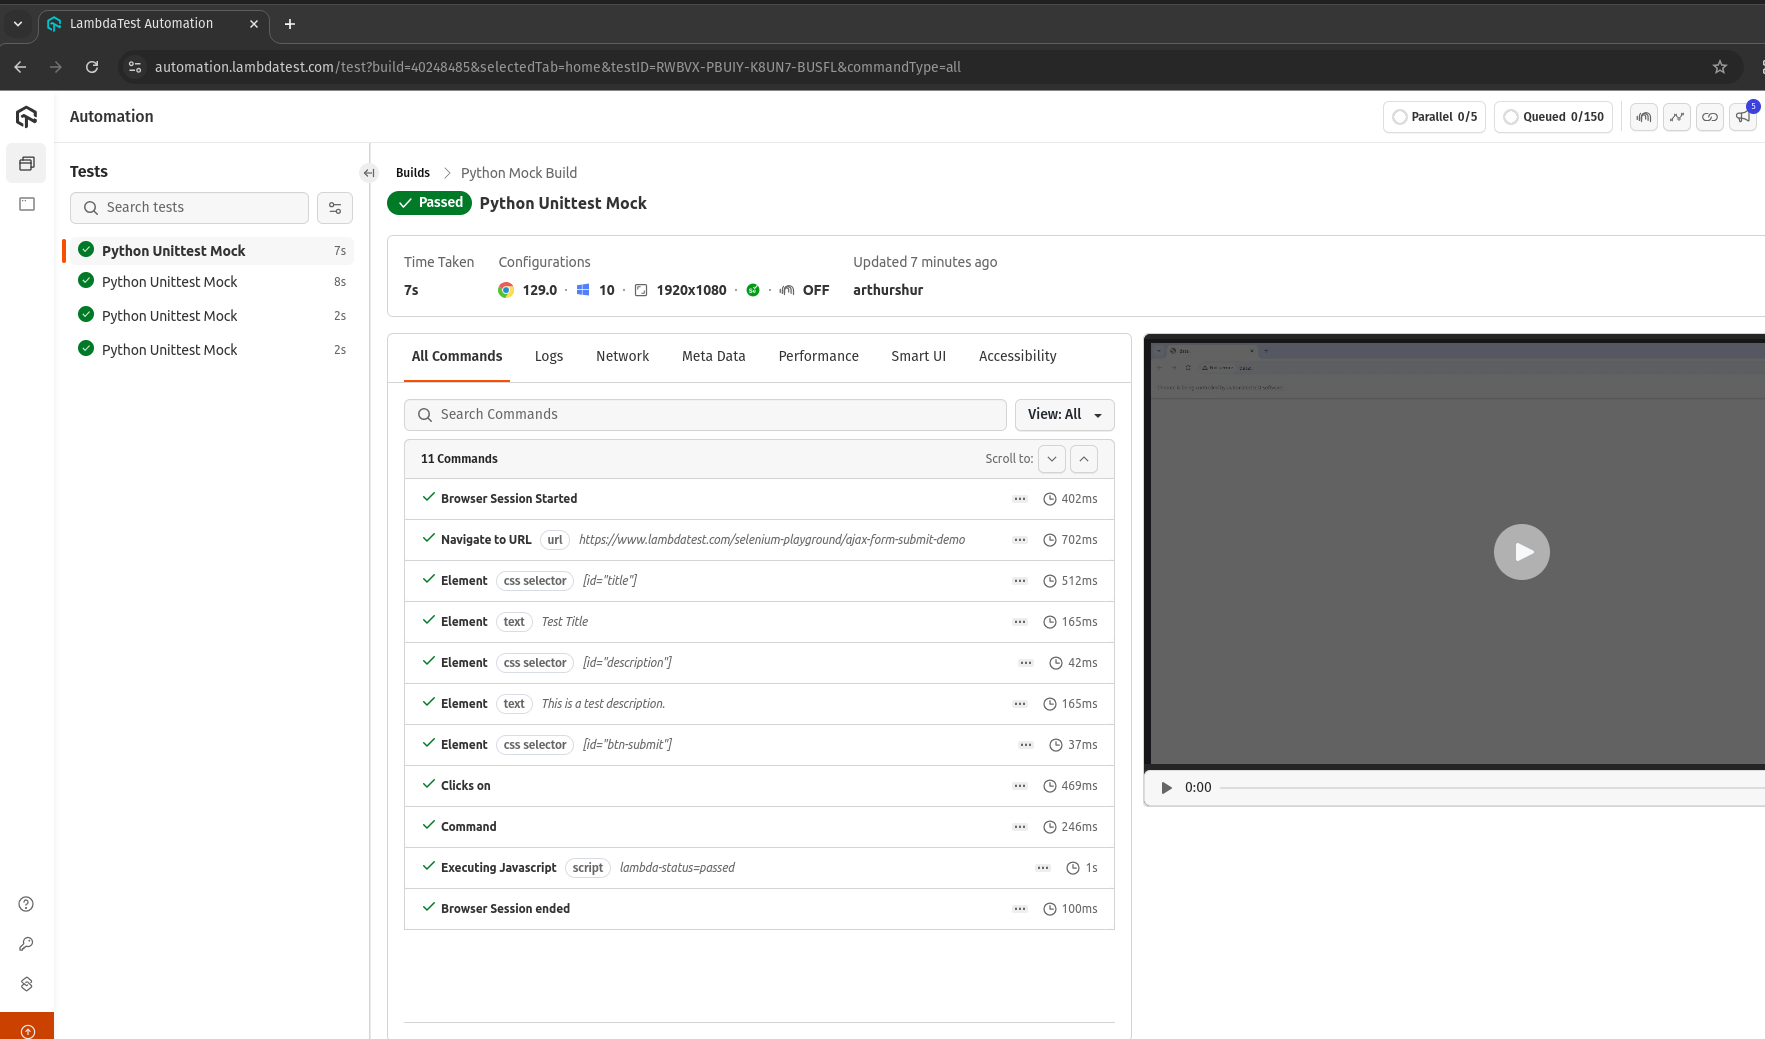 LambdaTest Automation
automation.lambdatest.com/test?build=40248485&selectedTab=home&testID=RWBVX-PBUIY-K8UN7-BUSFL&commandType=all
Automation
Parallel 0/5
Queued 0/150
5
Tests
Search tests
Python Unittest Mock 7s
Python Unittest Mock 8s
Python Unittest Mock 2s
Python Unittest Mock 2s
Builds > Python Mock Build
Passed Python Unittest Mock
Time Taken Configurations Updated 7 minutes ago
7s 129.0 · 10 · 1920x1080 · · OFF arthurshur
All Commands Logs Network Meta Data Performance Smart UI Accessibility
Search Commands View: All
11 Commands Scroll to:
Browser Session Started ... 402ms
Navigate to URL url https://www.lambdatest.com/selenium-playground/ajax-form-submit-demo ... 702ms
Element css selector [id="title"] ... 512ms
Element text Test Title ... 165ms
Element css selector [id="description"] ... 42ms
Element text This is a test description. ... 165ms
Element css selector [id="btn-submit"] ... 37ms
Clicks on ... 469ms
Command ... 246ms
Executing Javascript script lambda-status=passed ... 1s
Browser Session ended ... 100ms
0:00